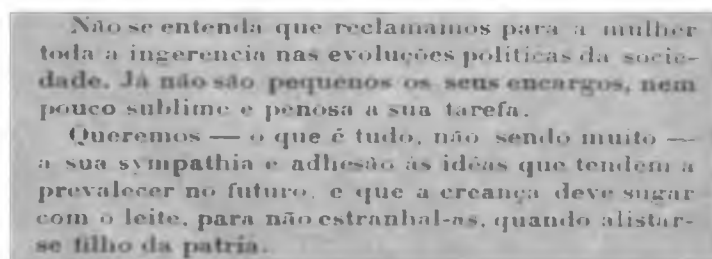 Não se entenda que reclamamos para a mulher
toda a ingerencia nas evoluções politicas da socie-
dade. Já não são pequenos os seus encargos, nem
pouco sublime e penosa a sua tarefa.
Queremos — o que é tudo, não sendo muito —
a sua sympathia e adhesão ás idéas que tendem a
prevalecer no futuro, e que a creança deve sugar
com o leite, para não estranhal-as, quando alistar-
se filho da patria.